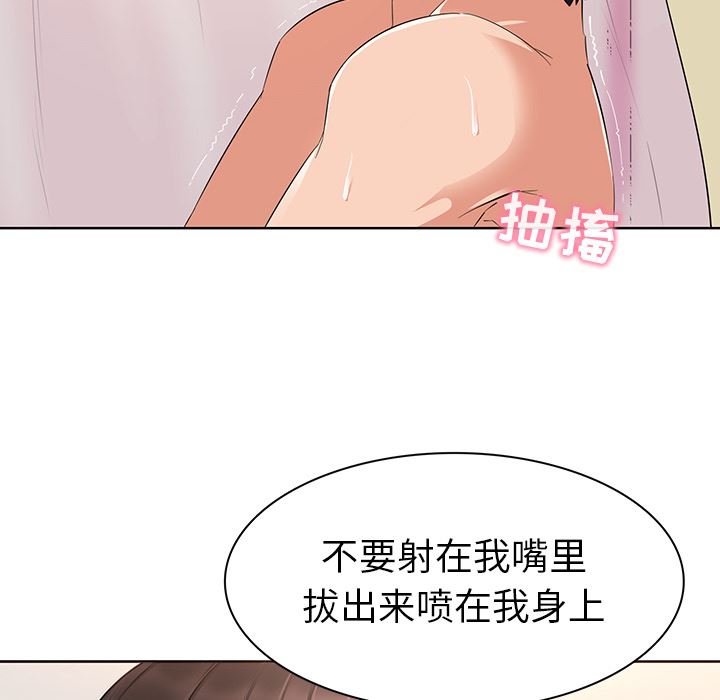 抽搐
不要射在我嘴里
拔出来喷在我身上